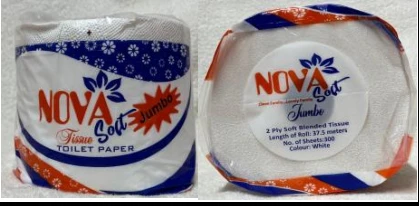 NOVA
Soft
Jumbo
Tissue
TOILET PAPER
NOVA
Soft
Jumbo
2 Ply Soft Blended Tissue
Length of Roll: 37.5 meters
No. of Sheets:300
Colour: White